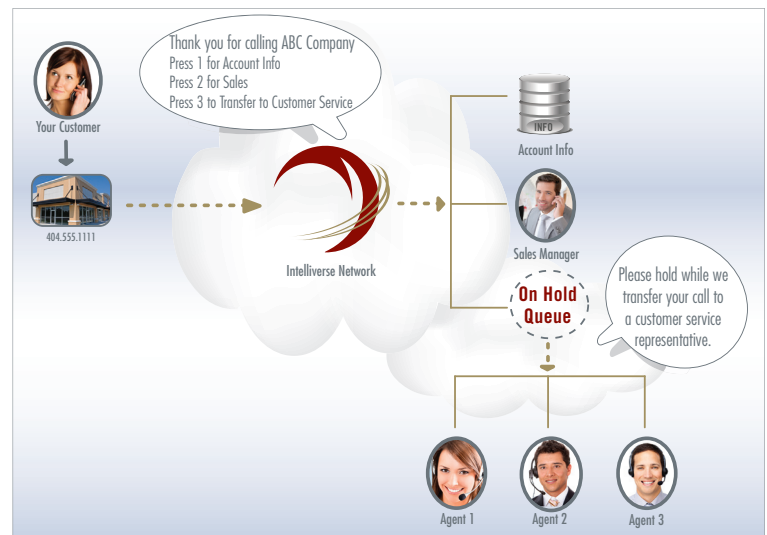 Thank you for calling ABC Company
Press 1 for Account Info
Press 2 for Sales
Press 3 to Transfer to Customer Service
Your Customer
404.555.1111
Intelliverse Network
INFO
Account Info
Sales Manager
On Hold
Queue
Please hold while we
transfer your call to
a customer service
representative.
Agent 1
Agent 2
Agent 3